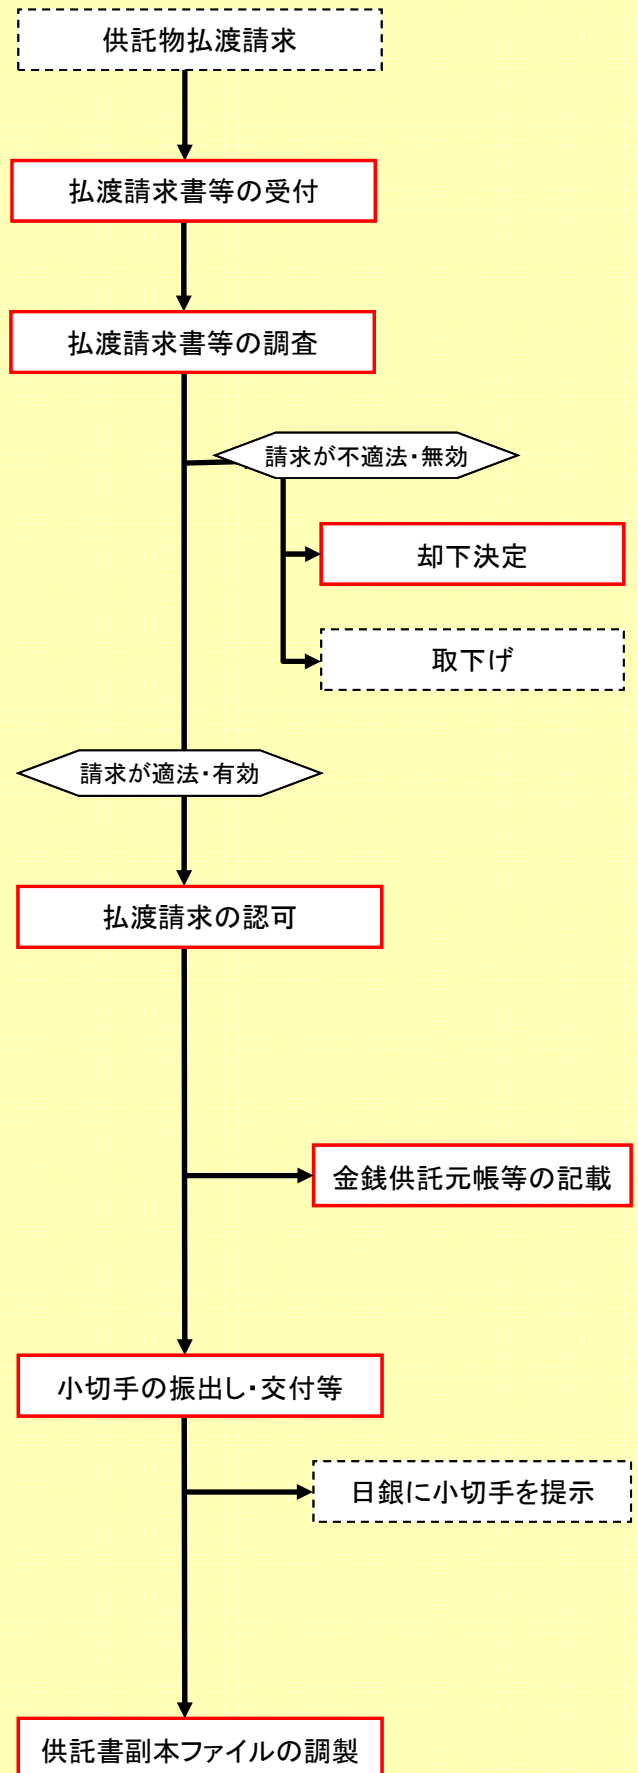 供託物払渡請求
払渡請求書等の受付
払渡請求書等の調査
請求が不適法・無効
却下決定
取下げ
請求が適法・有効
払渡請求の認可
金銭供託元帳等の記載
小切手の振出し・交付等
日銀に小切手を提示
供託書副本ファイルの調製